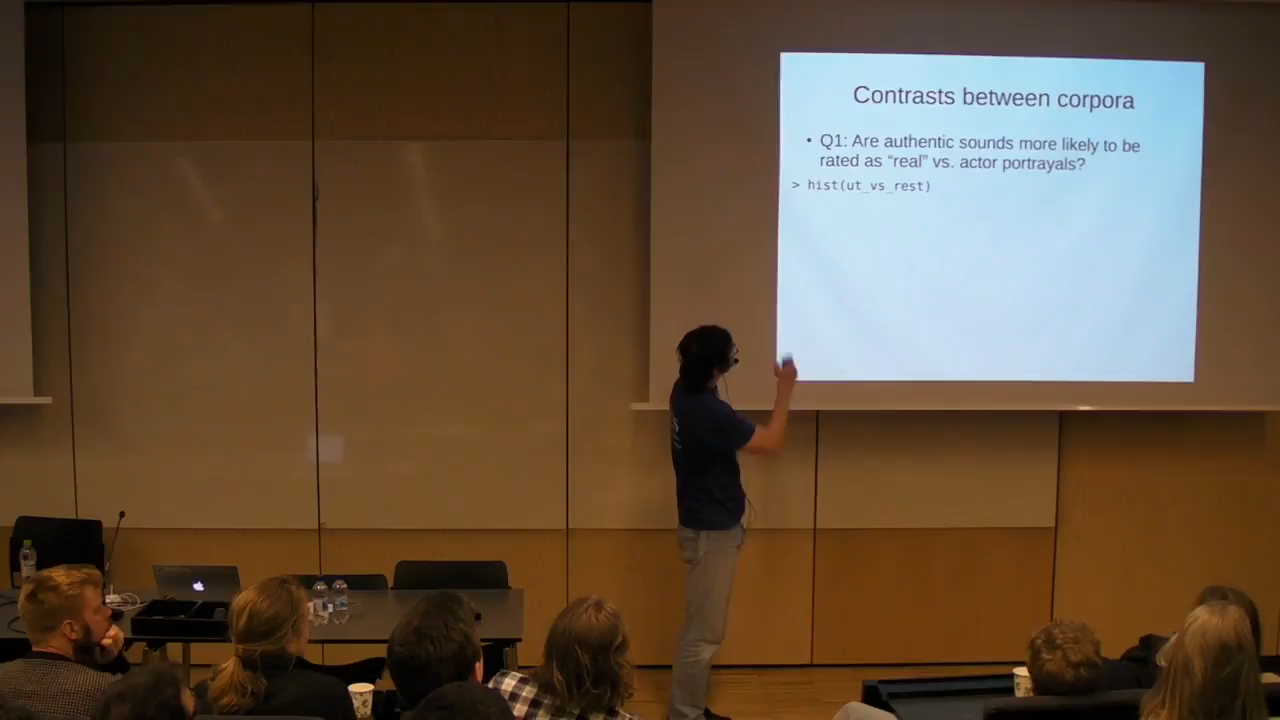 Contrasts between corpora
• Q1: Are authentic sounds more likely to be
rated as “real” vs. actor portrayals?
> hist(ut_vs_rest)